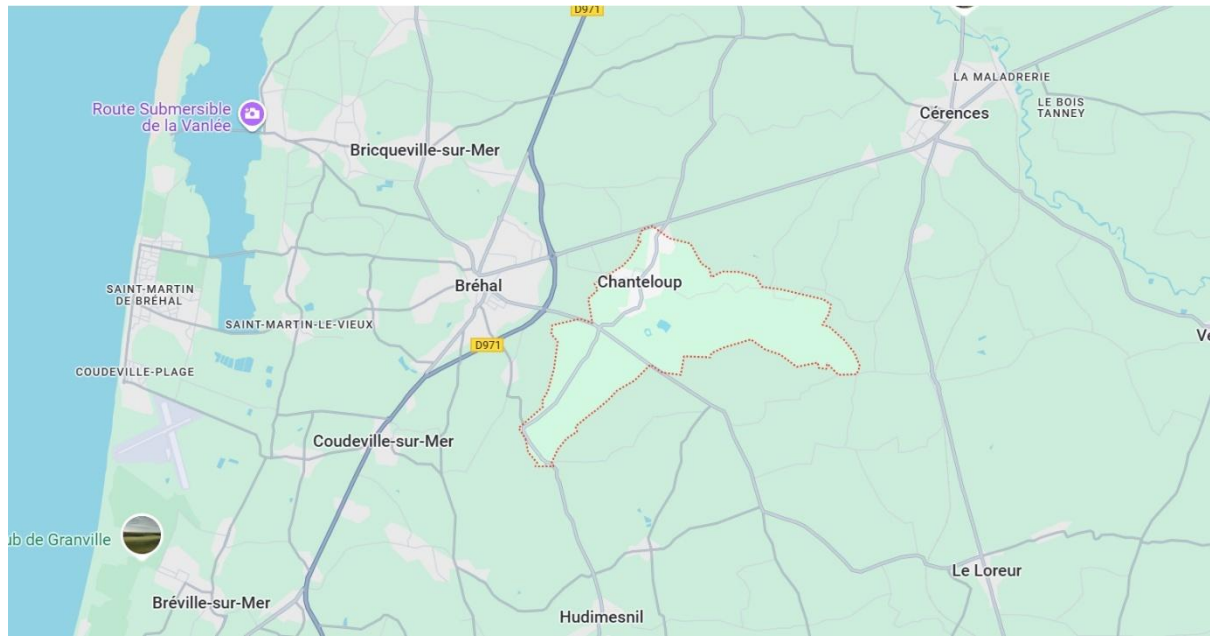 D971
LA MALADRERIE
Route Submersible
de la Vanlée
LE BOIS
TANNEY
Cérences
Bricqueville-sur-Mer
Chanteloup
Bréhal
SAINT-MARTIN
DE BRÉHAL
SAINT-MARTIN-LE-VIEUX
Ve
D971
COUDEVILLE-PLAGE
Coudeville-sur-Mer
ub de Granville
Le Loreur
Bréville-sur-Mer
Hudimesnil